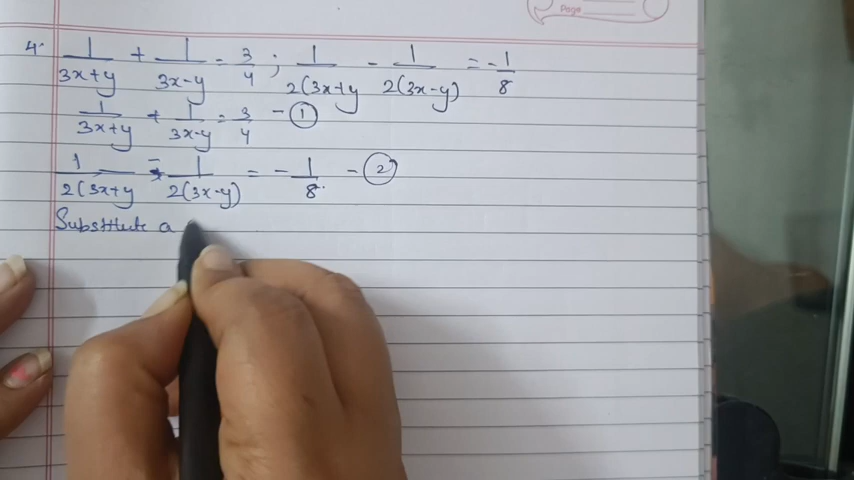 Page
4. 1/(3x+y) + 1/(3x-y) = 3/4 ; 1/(2(3x+y) - 1/(2(3x-y)) = -1/8
1/(3x+y) + 1/(3x-y) = 3/4 - ①
1/(2(3x+y) - 1/(2(3x-y)) = - 1/8 - ②
Substitute a